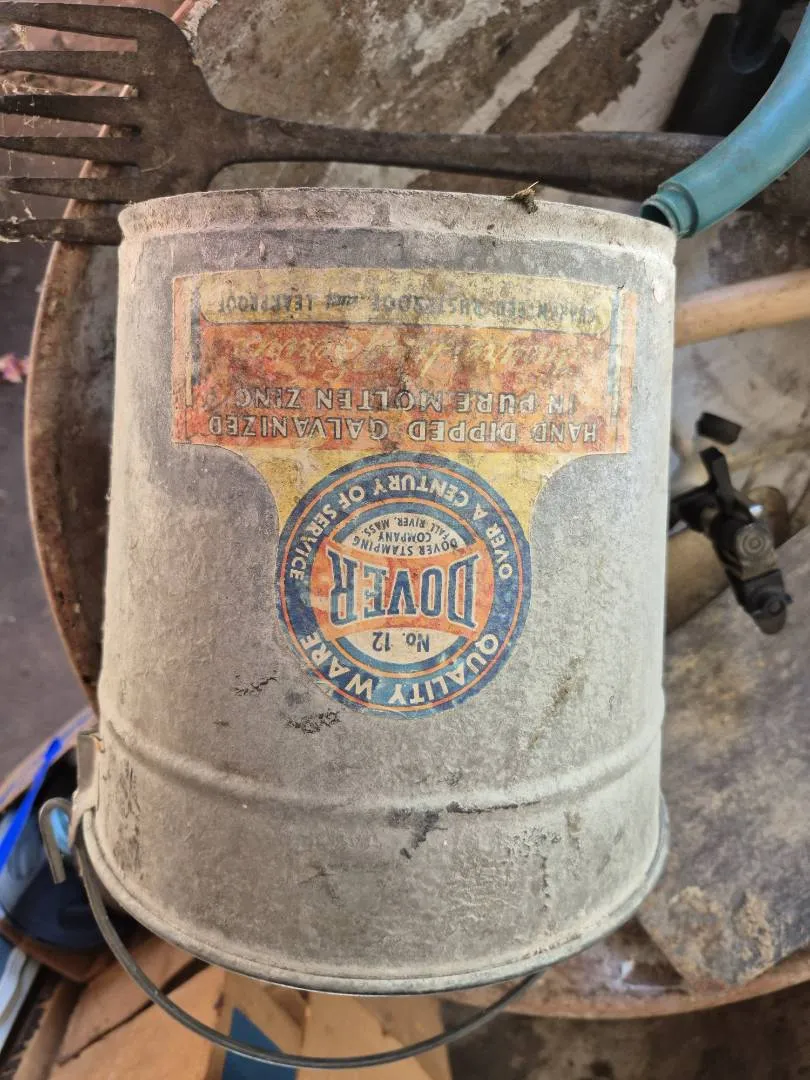 QUALITY WARE
No. 12
DOVER
DOVER STAMPING
COMPANY
FALL RIVER, MASS.
OVER A CENTURY OF SERVICE
HAND DIPPED GALVANIZED
IN PURE MOLTEN ZINC
RUSTPROOF and LEAKPROOF